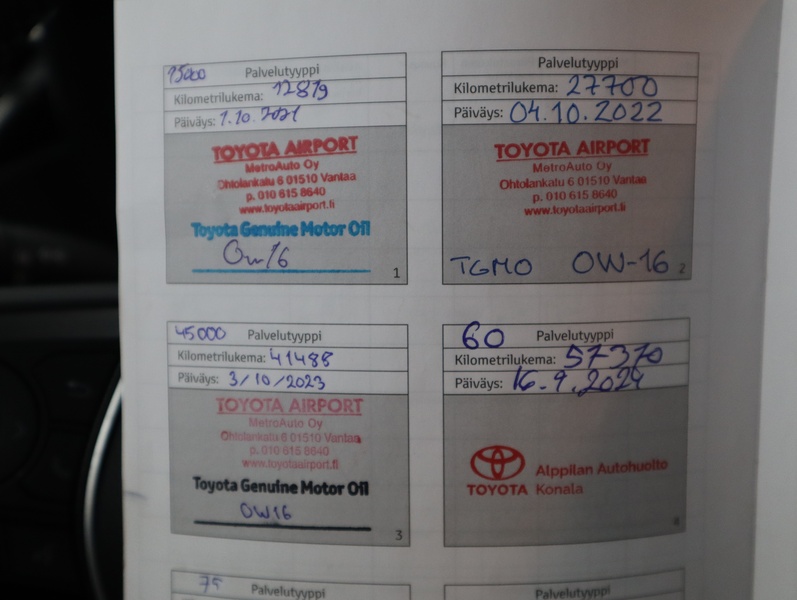 15000 Palvelutyyppi
Kilometrilukema: 12819
Päiväys: 1.10.2021
TOYOTA AIRPORT
MetroAuto Oy
Ohtolankatu 6 01510 Vantaa
p. 010 615 8640
www.toyotaairport.fi
Toyota Genuine Motor Oil
0w16
1
Palvelutyyppi
Kilometrilukema: 27700
Päiväys: 04.10.2022
TOYOTA AIRPORT
MetroAuto Oy
Ohtolankatu 6 01510 Vantaa
p. 010 615 8640
www.toyotaairport.fi
TGMO 0W-16
2
45000 Palvelutyyppi
Kilometrilukema: 41488
Päiväys: 3/10/2023
TOYOTA AIRPORT
MetroAuto Oy
Ohtolankatu 6 01510 Vantaa
p. 010 615 8640
www.toyotaairport.fi
Toyota Genuine Motor Oil
0W16
3
60 Palvelutyyppi
Kilometrilukema: 57370
Päiväys: 16.9.2024
Alppilan Autohuolto
TOYOTA Konala
75 Palvelutyyppi
Palvelutyyppi